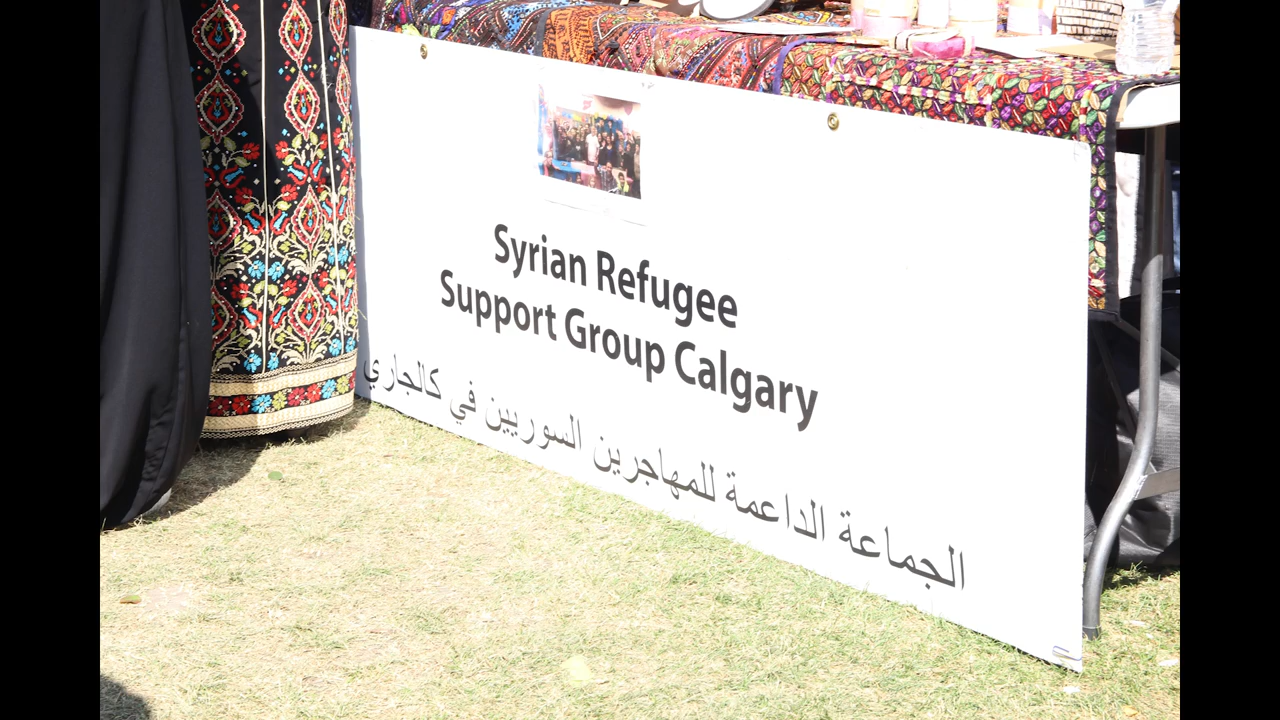 Syrian Refugee
Support Group Calgary
الجماعة الداعمة للمهاجرين السوريين في كالجاري